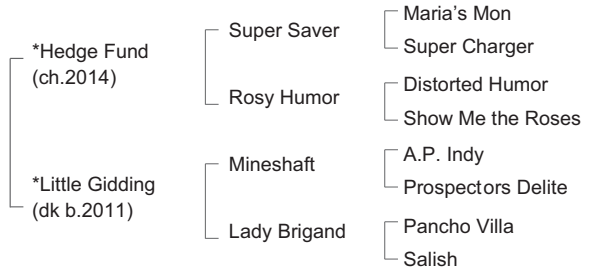 *Hedge Fund
(ch.2014)
Super Saver
Maria's Mon
Super Charger
Rosy Humor
Distorted Humor
Show Me the Roses
*Little Gidding
(dk b.2011)
Mineshaft
A.P. Indy
Prospectors Delite
Lady Brigand
Pancho Villa
Salish